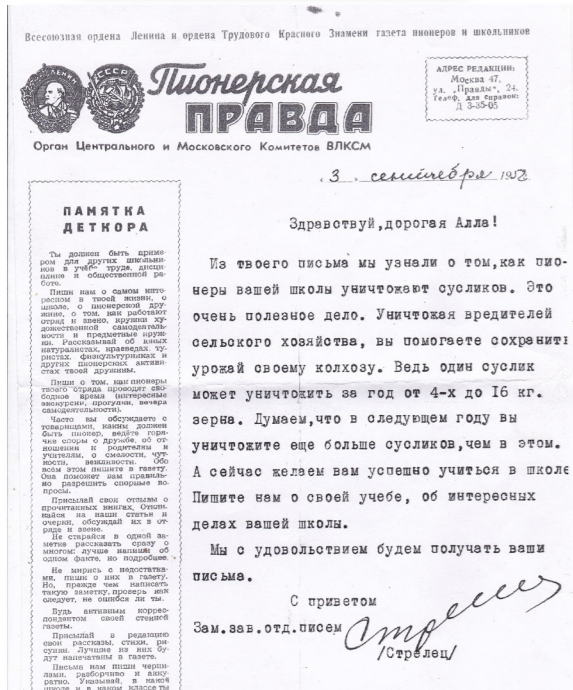 Всесоюзная ордена Ленина и ордена Трудового Красного Знамени газета пионеров и школьников
ЛЕНИН
СССР
Пионерская
ПРАВДА
Орган Центрального и Московского Комитетов ВЛКСМ
АДРЕС РЕДАКЦИИ:
Москва 47,
ул. „Правды", 24.
Телеф. для справок:
Д 3-35-05
3 сентября 1952
ПАМЯТКА
ДЕТКОРА
Ты должен быть приме-
ром для других школьни-
ков в учёбе труде, дисци-
плине и общественной ра-
боте.
Пиши нам о самом инте-
ресном в твоей жизни, о
школе, о пионерской дру-
жине, о том, как работают
отряд и звено, кружки ху-
дожественной самодеятель-
ности и предметные круж-
ки. Рассказывай об юных
натуралистах, краеведах, ту-
ристах, физкультурниках и
других пионерских активи-
стах твоей дружины.
Пиши о том, как пионеры
твоего отряда проводят сво-
бодное время (интересные
экскурсии, прогулки, вечера
самодеятельности).
Часто вы обсуждаете с
товарищами, каким должен
быть пионер, ведёте горя-
чие споры о дружбе, об от-
ношении к родителям и
учителям, о смелости, чут-
кости, вежливости. Обо
всем этом пишите в газету.
Она поможет вам правиль-
но разрешить спорные во-
просы.
Присылай свои отзывы о
прочитанных книгах, Откли-
кайся на наши статьи и
очерки, обсуждай их в от-
ряде и звене.
Не старайся в одной за-
метке рассказать сразу о
многом: лучше напиши об
одном факте, но подробнее.
Не мирись с недостатка-
ми, пиши о них в газету.
Но, прежде чем написать
такую заметку, проверь как
следует, не ошибся ли ты.
Будь активным коррес-
пондентом своей стенной
газеты.
Присылай в редакцию
свои рассказы, стихи, ри-
сунки. Лучшие из них бу-
дут напечатаны в газете.
Письма нам пиши черни-
лами, разборчиво и акку-
ратно. Указывай, в какой
школе и в каком классе ты
Здравствуй,дорогая Алла!
Из твоего письма мы узнали о том,как пио-
неры вашей школы уничтожают сусликов. Это
очень полезное дело. Уничтожая вредителей
сельского хозяйства, вы помогаете сохранить
урожай своему колхозу. Ведь один суслик
может уничтожить за год от 4-х до 16 кг.
зерна. Думаем,что в следующем году вы
уничтожите еще больше сусликов,чем в этом.
А сейчас желаем вам успешно учиться в школе
Пишите нам о своей учебе, об интересных
делах вашей школы.
Мы с удовольствием будем получать ваши
письма.
С приветом
Зам.зав.отд.писем
Стрелец
/Стрелец/